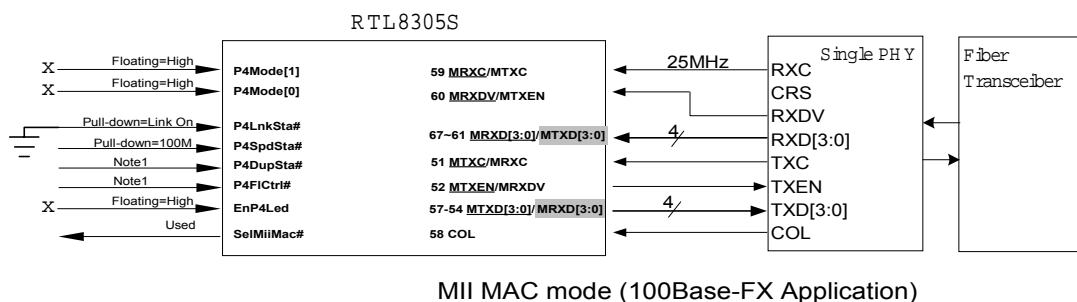 RTL8305S
X Floating=High P4Mode[1]
X Floating=High P4Mode[0]
Pull-down=Link On P4LnkSta#
Pull-down=100M P4SpdSta#
Note1 P4DupSta#
Note1 P4FlCtrl#
X Floating=High EnP4Led
Used SelMiiMac#
59 MRXC/MTXC
60 MRXDV/MTXEN
67~61 MRXD[3:0]/MTXD[3:0]
51 MTXC/MRXC
52 MTXEN/MRXDV
57-54 MTXD[3:0]/MRXD[3:0]
58 COL
25MHz
4
4
Single PHY
RXC
CRS
RXDV
RXD[3:0]
TXC
TXEN
TXD[3:0]
COL
Fiber
Transceiber
MII MAC mode (100Base-FX Application)